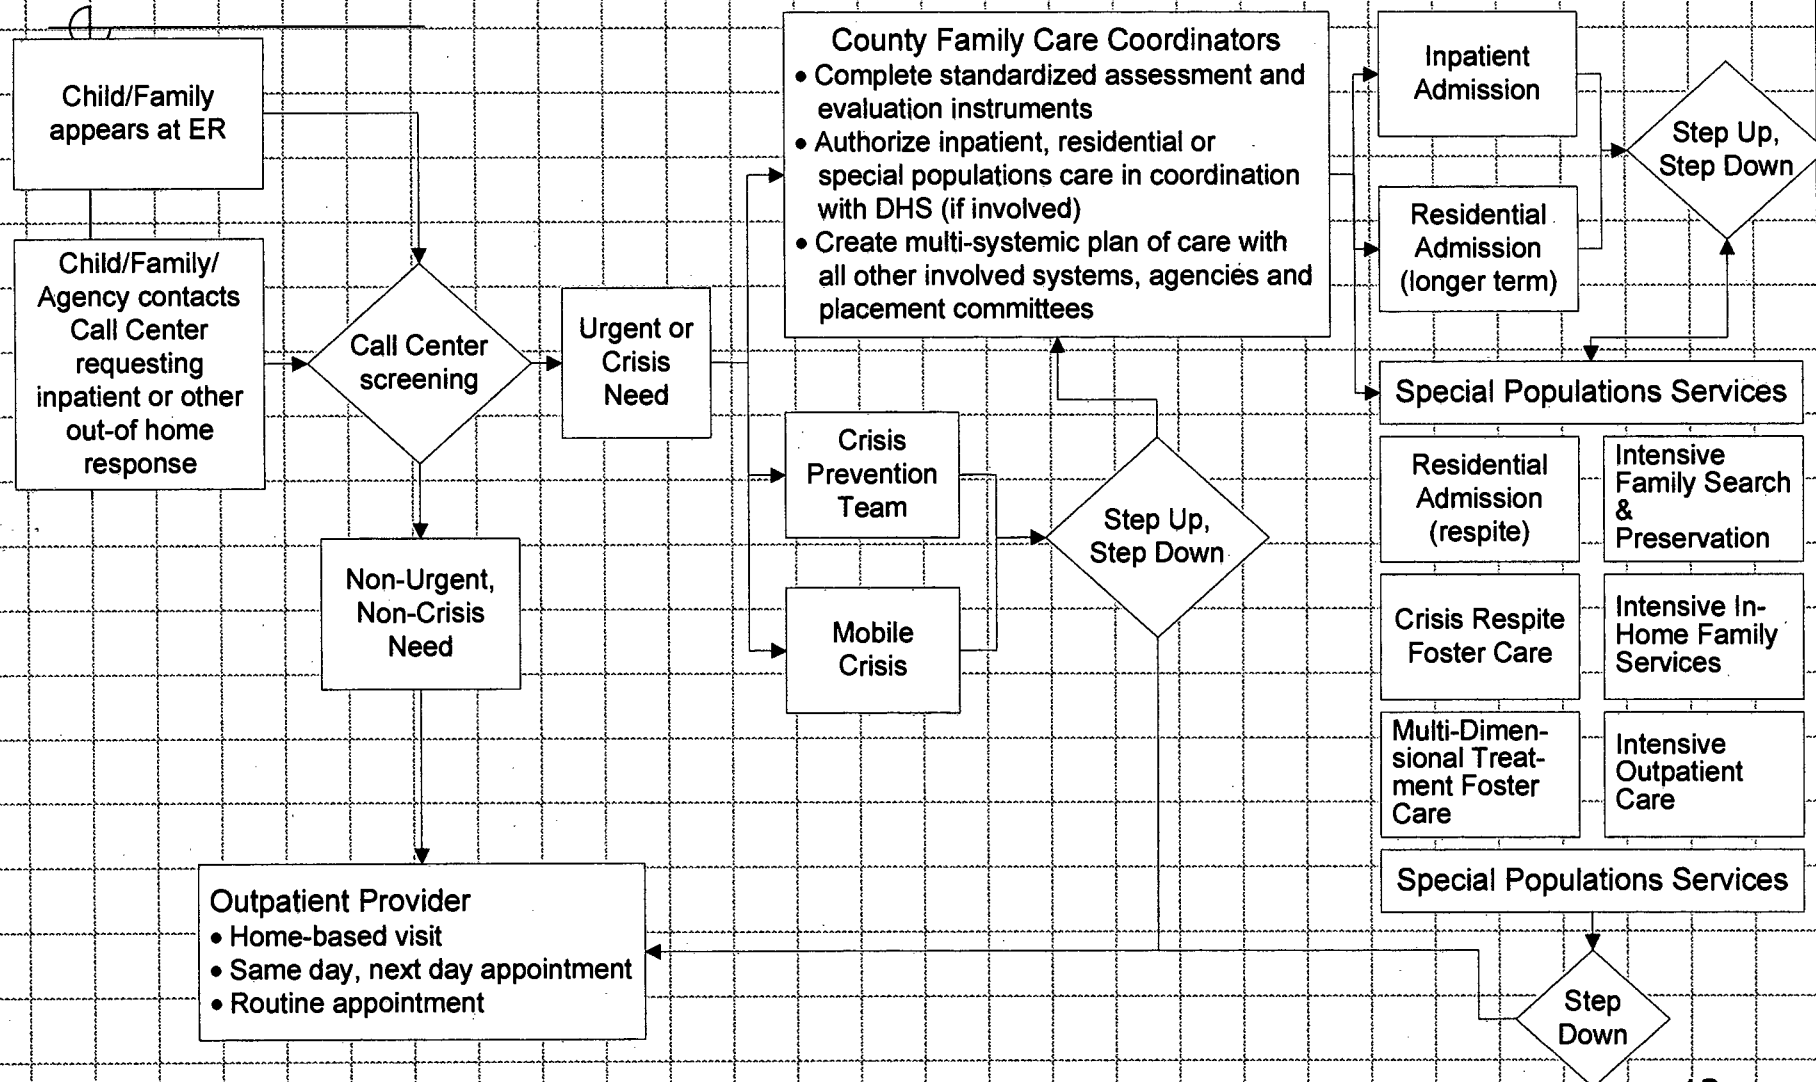 Child/Family
appears at ER
Child/Family/
Agency contacts
Call Center
requesting
inpatient or other
out-of home
response
Call Center
screening
Urgent or
Crisis
Need
Non-Urgent,
Non-Crisis
Need
Outpatient Provider
• Home-based visit
• Same day, next day appointment
• Routine appointment
County Family Care Coordinators
• Complete standardized assessment and
evaluation instruments
• Authorize inpatient, residential or
special populations care in coordination
with DHS (if involved)
• Create multi-systemic plan of care with
all other involved systems, agencies and
placement committees
Crisis
Prevention
Team
Mobile
Crisis
Step Up,
Step Down
Inpatient
Admission
Residential
Admission
(longer term)
Step Up,
Step Down
Special Populations Services
Residential
Admission
(respite)
Intensive
Family Search
&
Preservation
Crisis Respite
Foster Care
Intensive In-
Home Family
Services
Multi-Dimen-
sional Treat-
ment Foster
Care
Intensive
Outpatient
Care
Special Populations Services
Step
Down